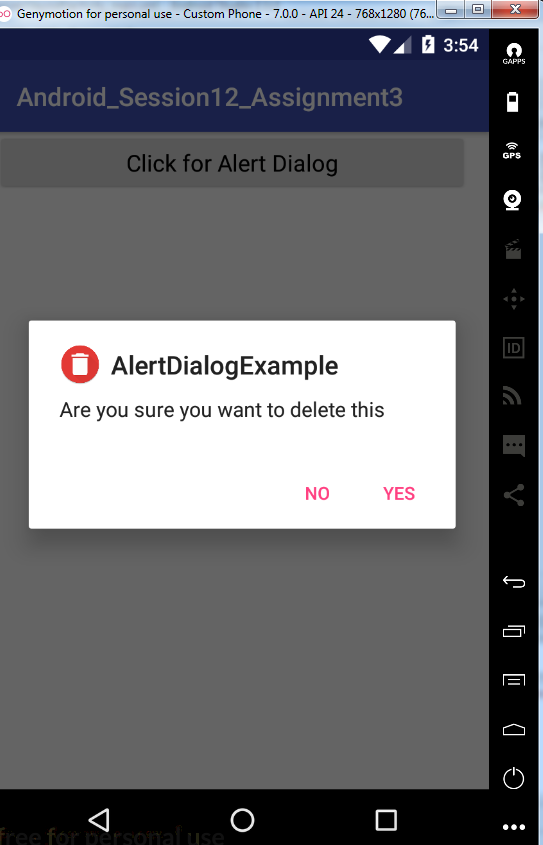 Genymotion for personal use - Custom Phone - 7.0.0 - API 24 - 768x1280 (76...
GAPPS
3:54
Android_Session12_Assignment3
Click for Alert Dialog
GPS
AlertDialogExample
Are you sure you want to delete this
ID
NO
YES
free for personal use